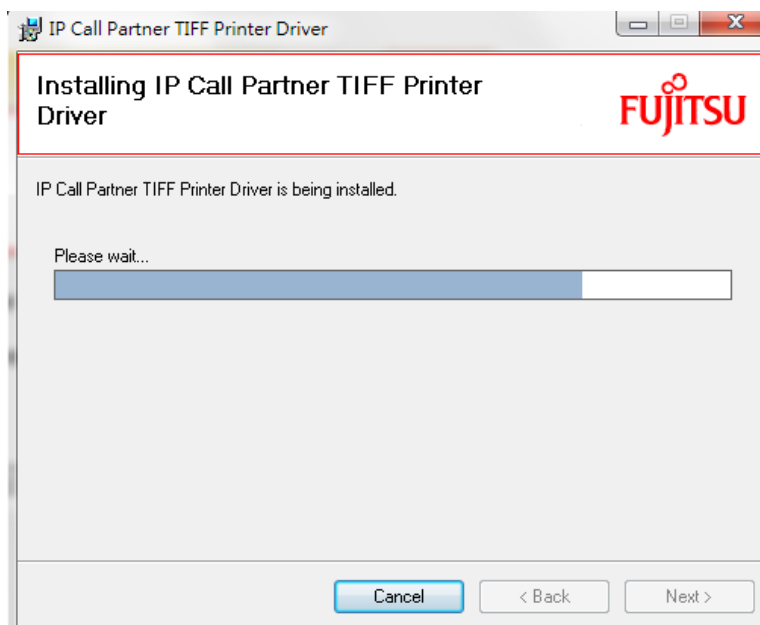 IP Call Partner TIFF Printer Driver
Installing IP Call Partner TIFF Printer
Driver
FUJITSU
IP Call Partner TIFF Printer Driver is being installed.
Please wait...
Cancel
< Back
Next >